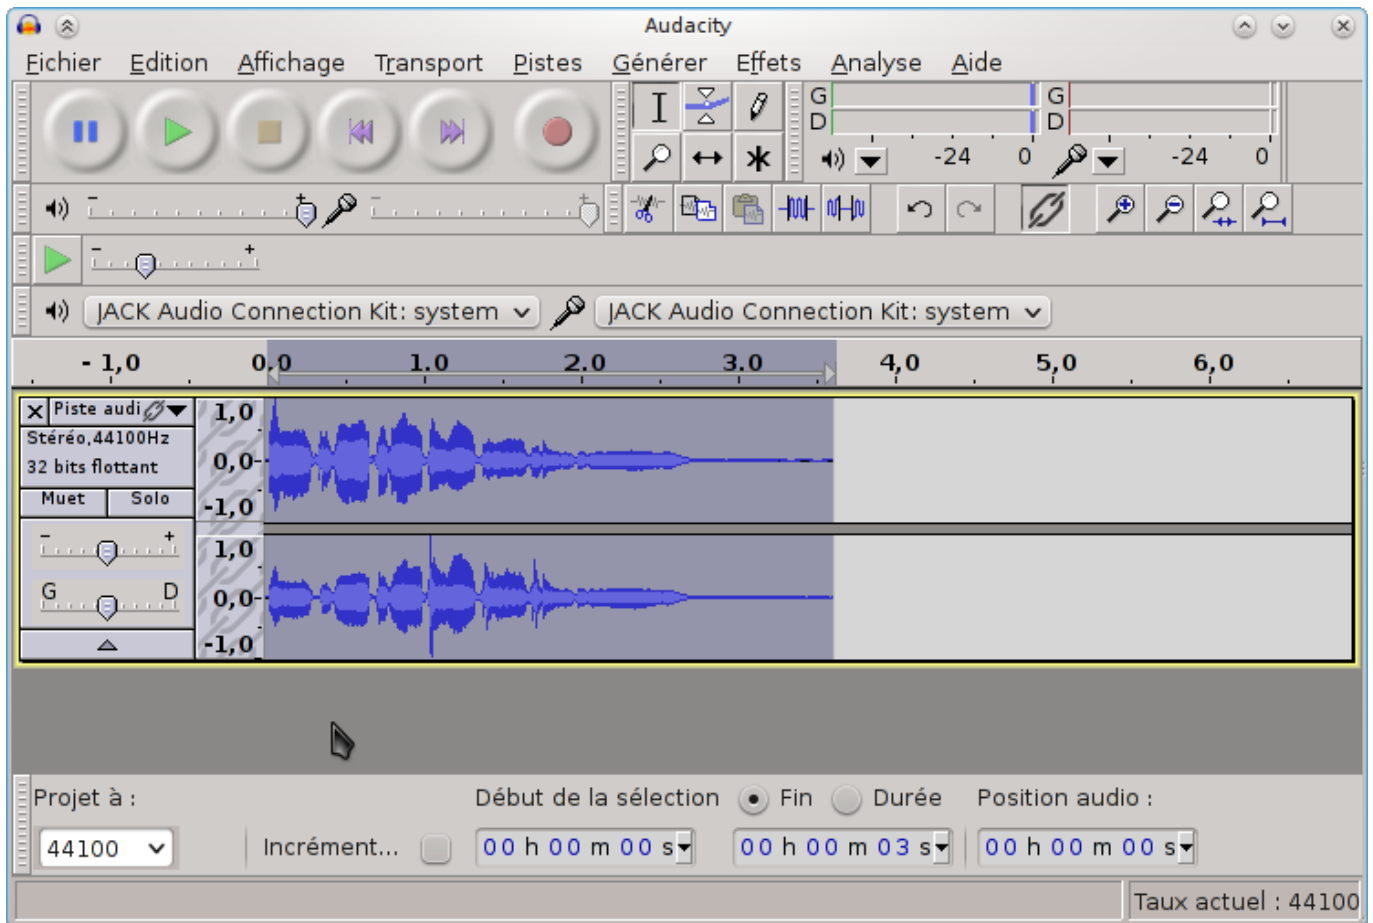 Audacity
Fichier Edition Affichage Transport Pistes Générer Effets Analyse Aide
G G
D D
-24 0 -24 0
- +
- +
JACK Audio Connection Kit: system JACK Audio Connection Kit: system
- 1,0 0,0 1.0 2.0 3.0 4,0 5,0 6,0
X Piste audi 1,0
Stéréo,44100Hz
32 bits flottant 0,0-
Muet Solo -1,0
- + 1,0
G D 0,0-
-1,0
Projet à : Début de la sélection Fin Durée Position audio :
44100 Incrément... 00 h 00 m 00 s 00 h 00 m 03 s 00 h 00 m 00 s
Taux actuel : 44100